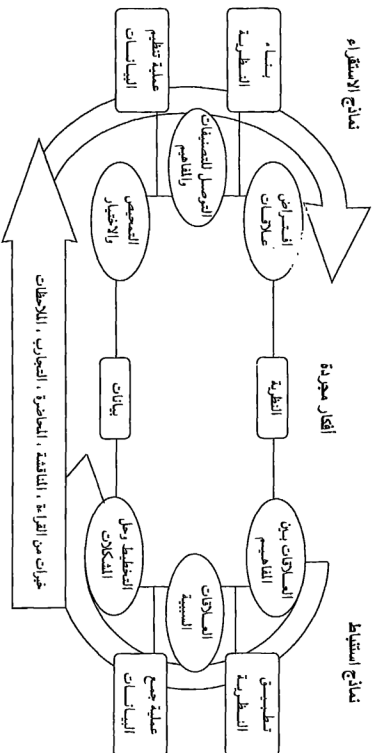 نماذج الاستقراء
أفكار مجردة
نماذج استنباط
بناء
النظرية
افتراض
علاقات
النظرية
العلاقات بين
المفاهيم
تطبيق
النظرية
التوصل للتصنيفات
والمفاهيم
العلاقات
السببية
عملية تنظيم
البيانات
التمحيص
والاختيار
بيانات
التخطيط وحل
المشكلات
عملية جمع
البيانات
خبرات من القراءة ، المناقشة ، المحاضرة ، التجارب ، الملاحظات